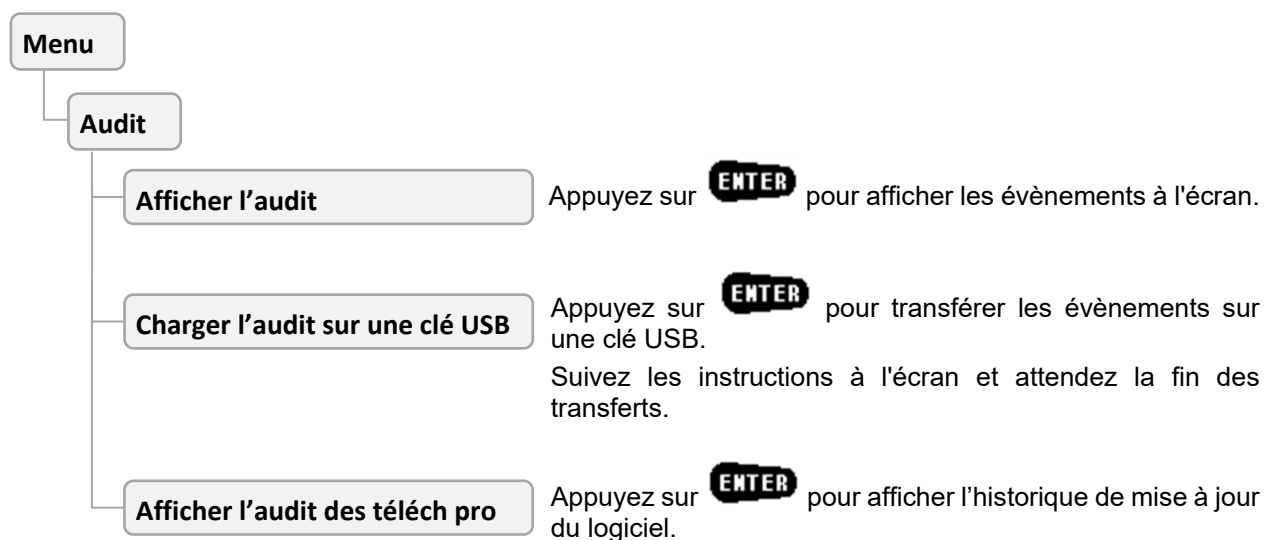 Menu
Audit
Afficher l’audit
Appuyez sur ENTER pour afficher les évènements à l'écran.
Charger l’audit sur une clé USB
Appuyez sur ENTER pour transférer les évènements sur
une clé USB.
Suivez les instructions à l'écran et attendez la fin des
transferts.
Afficher l’audit des téléch pro
Appuyez sur ENTER pour afficher l’historique de mise à jour
du logiciel.